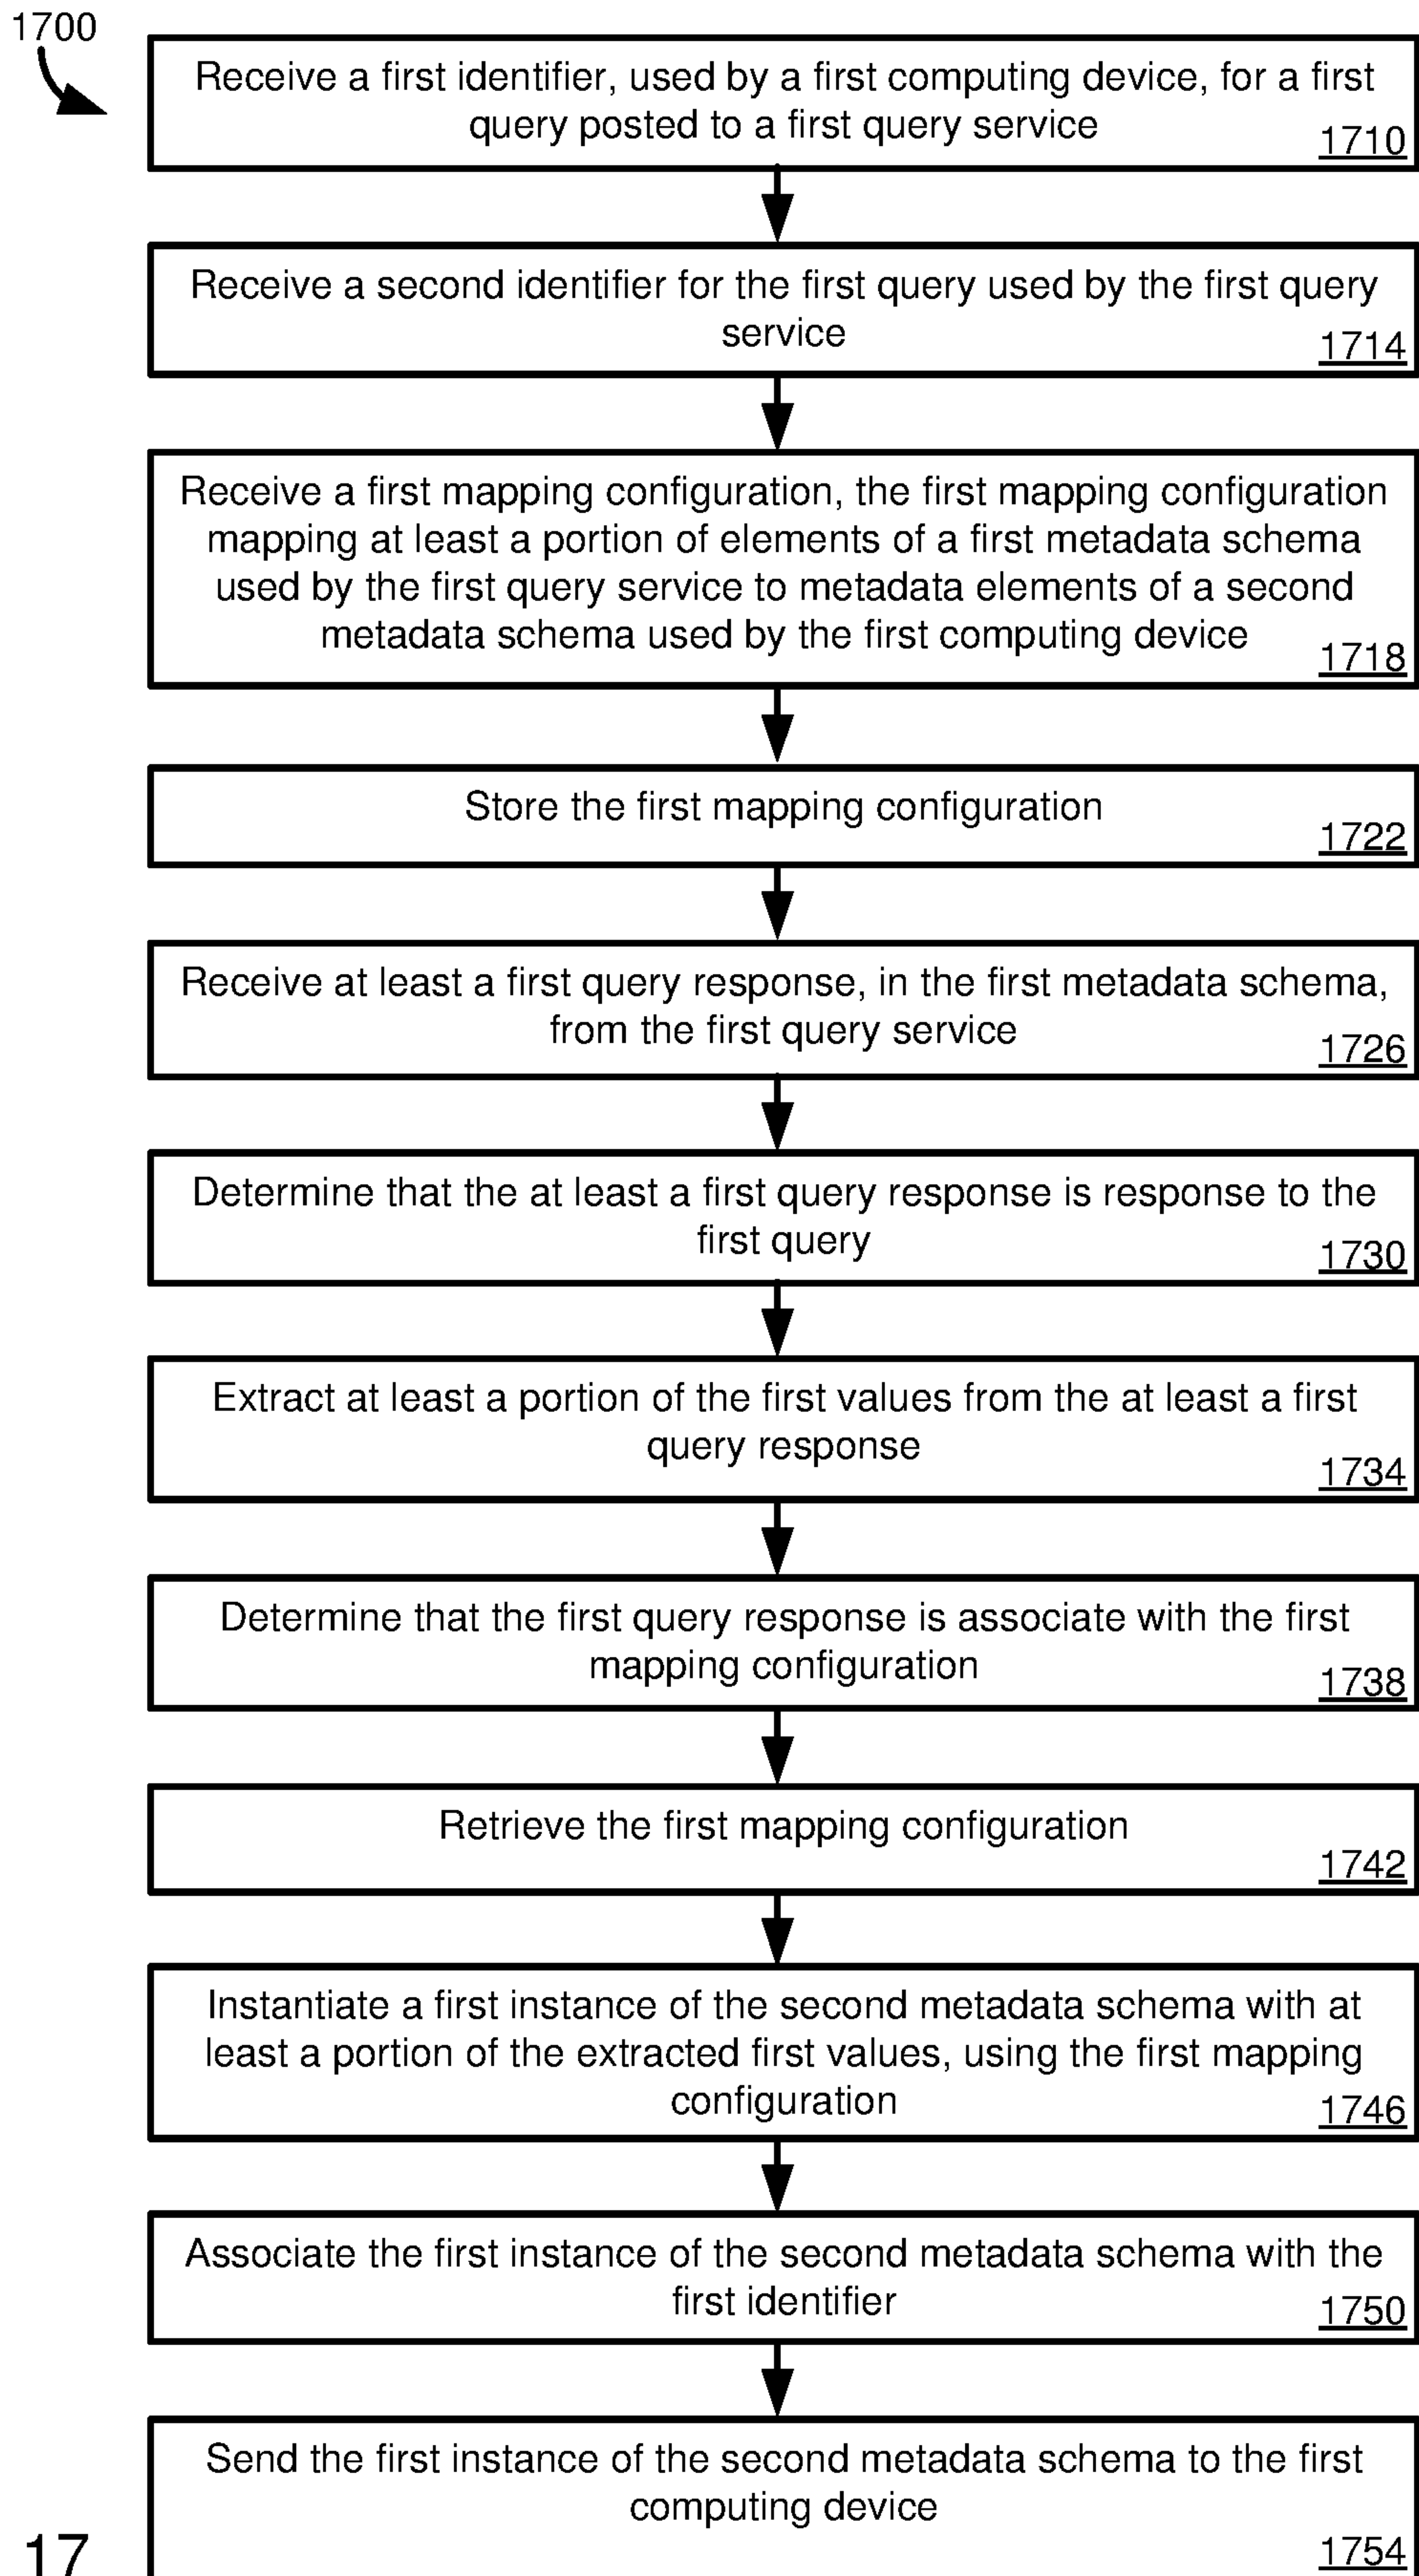 1700
Receive a first identifier, used by a first computing device, for a first
query posted to a first query service
1710
Receive a second identifier for the first query used by the first query
service
1714
Receive a first mapping configuration, the first mapping configuration
mapping at least a portion of elements of a first metadata schema
used by the first query service to metadata elements of a second
metadata schema used by the first computing device
1718
Store the first mapping configuration
1722
Receive at least a first query response, in the first metadata schema,
from the first query service
1726
Determine that the at least a first query response is response to the
first query
1730
Extract at least a portion of the first values from the at least a first
query response
1734
Determine that the first query response is associate with the first
mapping configuration
1738
Retrieve the first mapping configuration
1742
Instantiate a first instance of the second metadata schema with at
least a portion of the extracted first values, using the first mapping
configuration
1746
Associate the first instance of the second metadata schema with the
first identifier
1750
Send the first instance of the second metadata schema to the first
computing device
1754
17